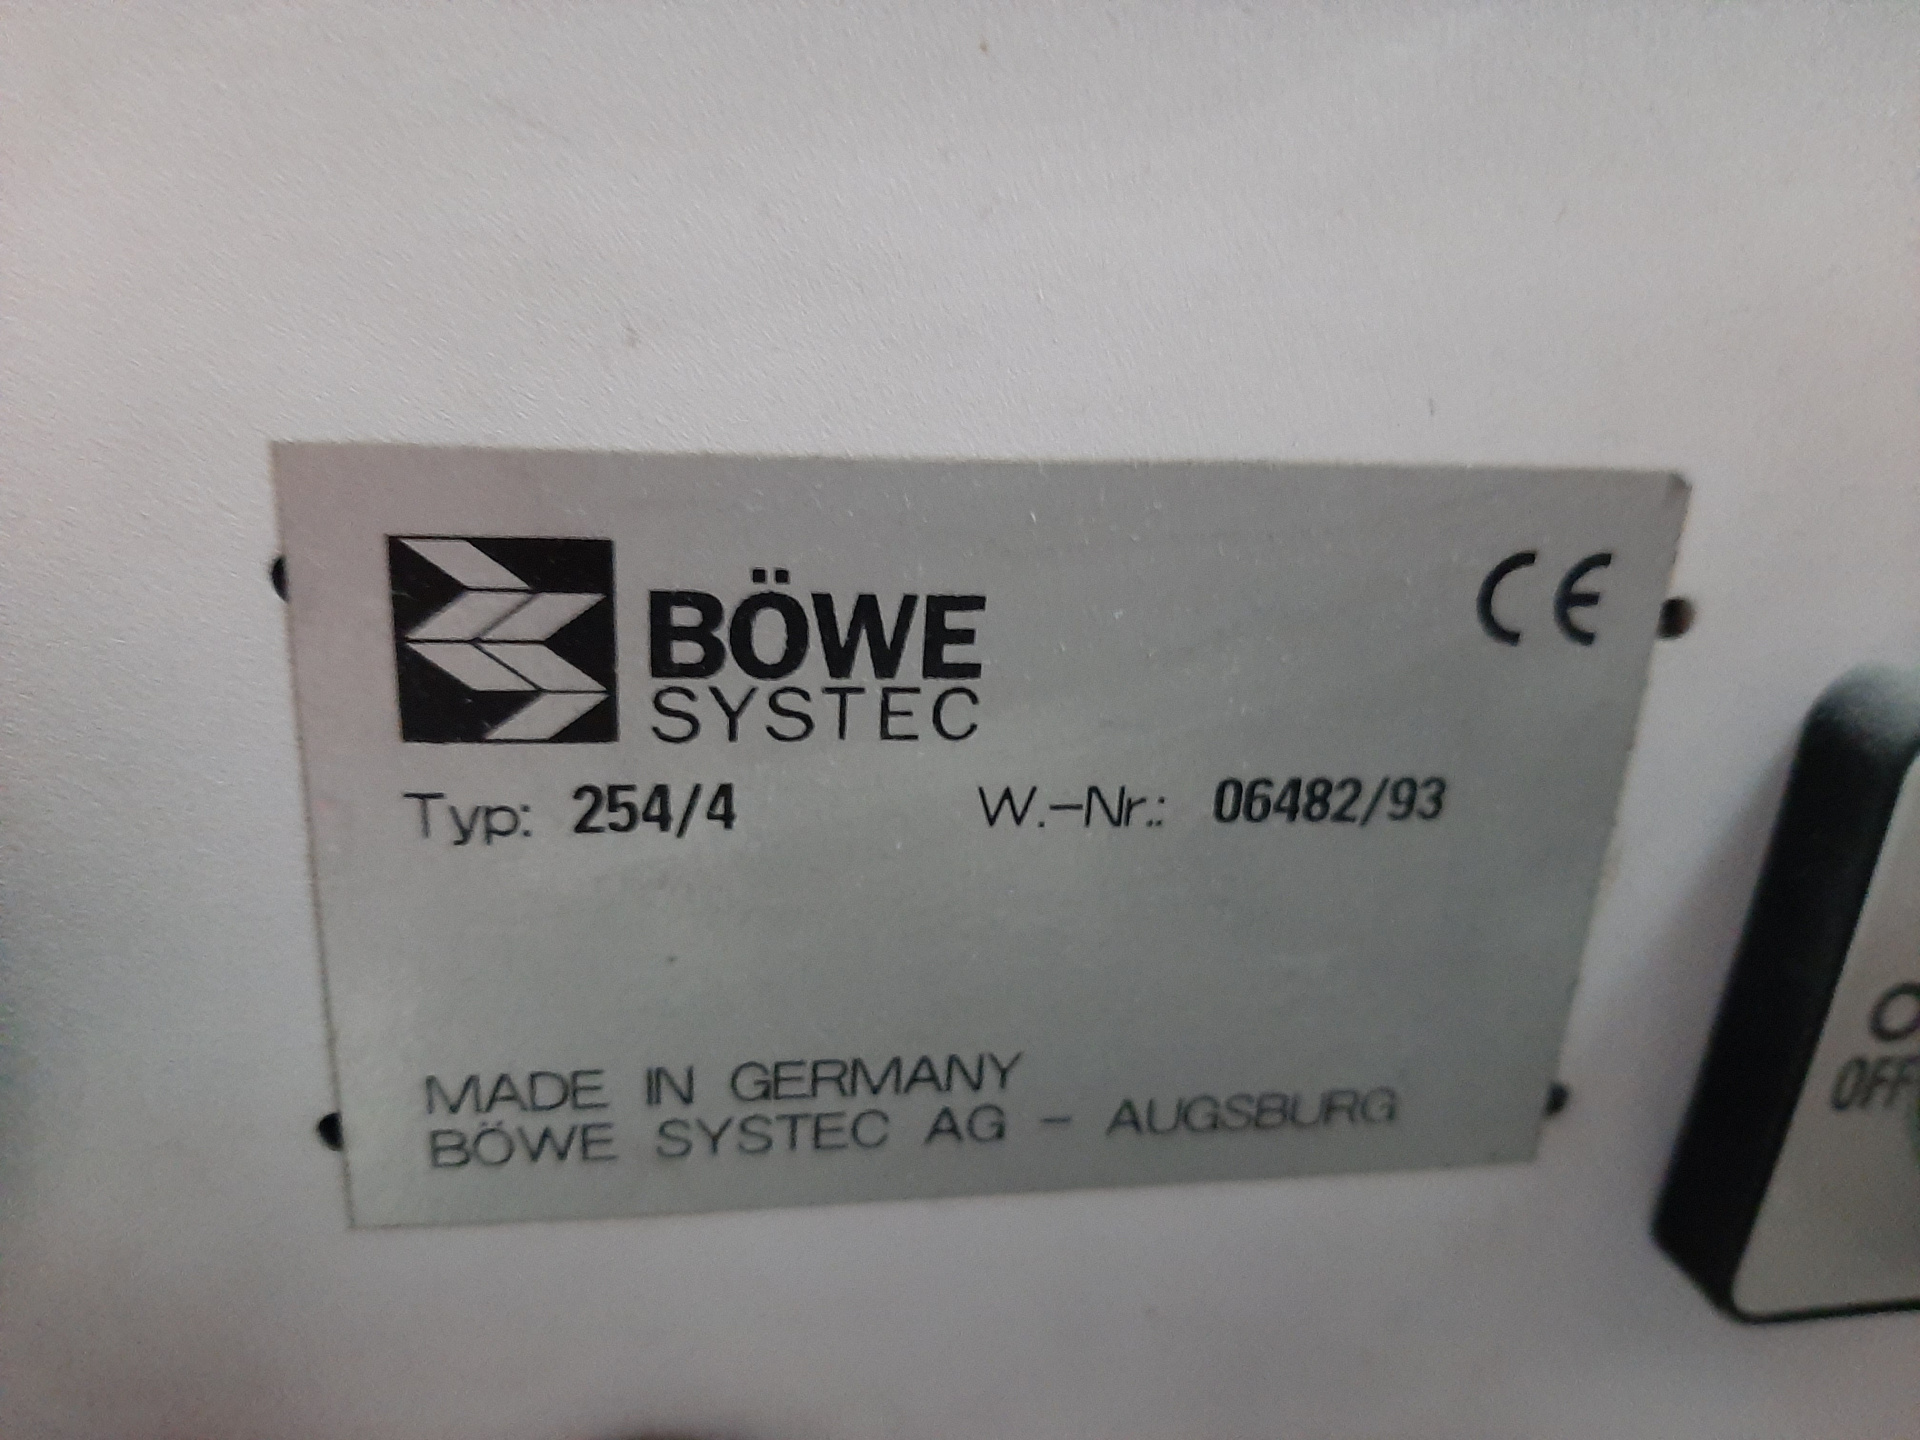 BÖWE
SYSTEC
CE
Typ: 254/4 W.-Nr.: 06482/93
MADE IN GERMANY
BÖWE SYSTEC AG - AUGSBURG
O
OFF